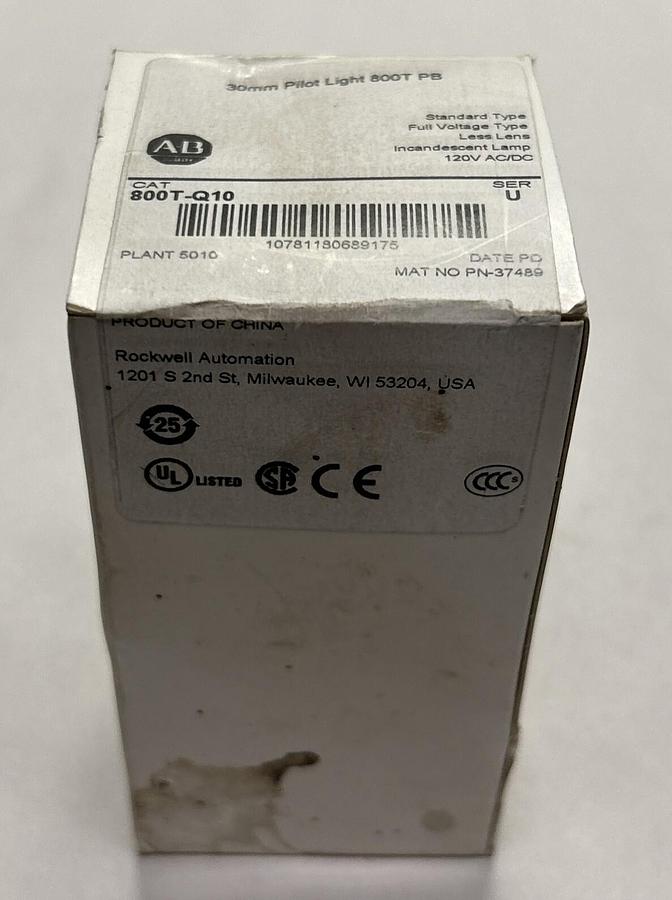 30mm Pilot Light 800T PB
Standard Type
Full Voltage Type
Less Lens
Incandescent Lamp
120V AC/DC
AB
CAT
800T-Q10
SER
U
10781180689175
PLANT 5010
DATE PD
MAT NO PN-37489
PRODUCT OF CHINA
Rockwell Automation
1201 S 2nd St, Milwaukee, WI 53204, USA
25
UL LISTED
SA
CE
CCC S